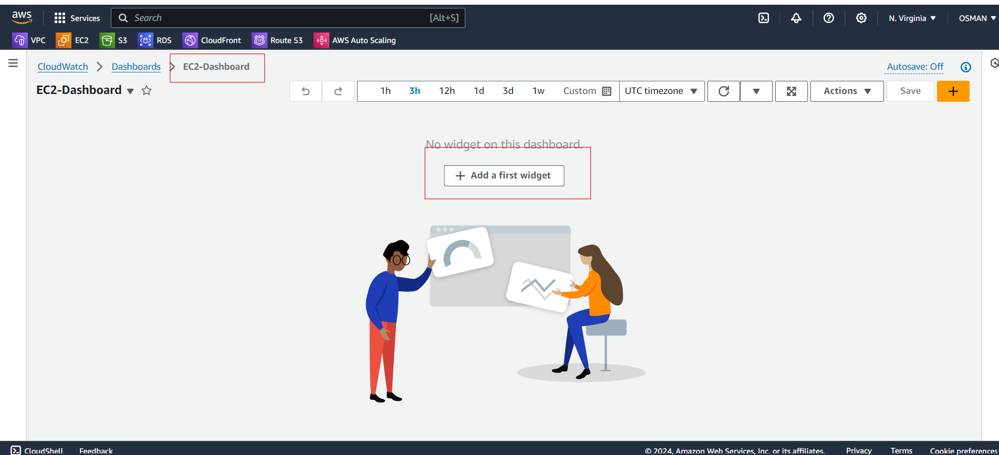 aws Services Search [Alt+S] N. Virginia OSMAN
VPC EC2 S3 RDS CloudFront Route 53 AWS Auto Scaling
CloudWatch Dashboards EC2-Dashboard Autosave: Off
EC2-Dashboard 1h 3h 12h 1d 3d 1w Custom UTC timezone Actions Save
No widget on this dashboard.
Add a first widget
CloudShell Feedback © 2024, Amazon Web Services, Inc. or its affiliates. Privacy Terms Cookie preferences